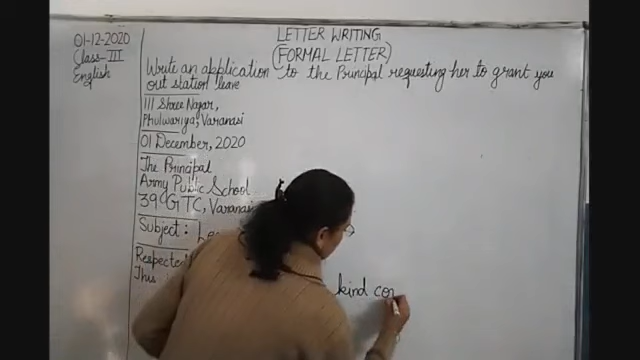 01-12-2020
Class-III
English
LETTER WRITING
(FORMAL LETTER)
Write an application to the Principal requesting her to grant you
out station leave
111 Shree Nagar,
Phulwariya, Varanasi
01 December, 2020
The Principal
Army Public School
39 GTC, Varanasi
Subject:
Respected
This
kind con